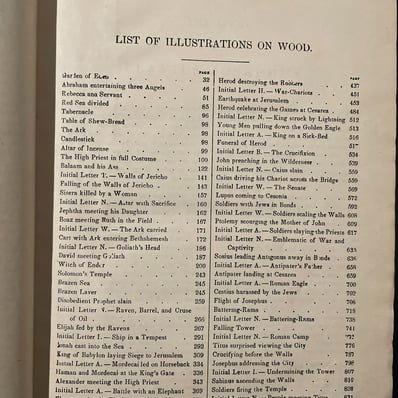 LIST OF ILLUSTRATIONS ON WOOD.
PAGE
Garden of Eden . . . 32
Abraham entertaining three Angels . 46
Rebecca and Servant . . 51
Red Sea divided . . . 85
Tabernacle . . . 96
Table of Shew-Bread . . 98
The Ark . . . 98
Candlestick . . . 98
Altar of Incense . . . 99
The High Priest in full Costume . 100
Balaam and his Ass . . 122
Initial Letter T.—Walls of Jericho . 141
Falling of the Walls of Jericho . 143
Sisera killed by a Woman . . 157
Initial Letter N.—Altar with Sacrifice . 160
Jephtha meeting his Daughter . 162
Boaz meeting Ruth in the Field . 167
Initial Letter W.—The Ark carried . 171
Cart with Ark entering Bethshemesh . 172
Initial Letter N.—Goliath's Head . 186
David meeting Goliath . . 187
Witch of Endor . . . 200
Solomon's Temple . . 243
Brazen Sea . . . 245
Brazen Laver . . . 245
Disobedient Prophet slain . . 259
Initial Letter —Raven, Barrel, and Cruse
of Oil . . . 266
Elijah fed by the Ravens . . 267
Initial Letter I.—Ship in a Tempest . 291
Jonah cast into the Sea . . 292
King of Babylon laying Siege to Jerusalem 309
Initial Letter A.—Mordecai led on Horseback 334
Haman and Mordecai at the King's Gate . 336
Alexander meeting the High Priest . 343
Initial Letter A.—Battle with an Elephant
PAGE
Herod destroying the Robbers . 437
Initial Letter H.—War-Chariots . 451
Earthquake at Jerusalem . . 453
Herod celebrating the Games at Cesarea . 484
Initial Letter N.—King struck by Lightning 512
Young Men pulling down the Golden Eagle 513
Initial Letter A.—King on a Sick-Bed . 516
Funeral of Herod
Initial Letter B.—The Crucifixion . 534
John preaching in the Wilderness . 539
Initial Letter N.—Caius slain . 559
Caius driving his Chariot across the Bridge 559
Initial Letter W.—The Senate . 569
Lupus coming to Cesonia . . 572
Soldiers with Jews in Bonds . . 592
Initial Letter W.—Soldiers scaling the Walls 608
Ptolemy scourging the Mother of John . 609
Initial Letter A.—Soldiers slaying the Priests 617
Initial Letter N.—Emblematic of War and
Captivity . . .
Sosius leading Antigonus away in Bonds . 636
Initial Letter A.—Antipater's Father . 658
Antipater landing at Cesarea . 659
Initial Letter A.—Roman Eagle . 700
Cestius harassed by the Jews . 702
Flight of Josephus . . 706
Battering-Rams . . . 719
Initial Letter N.—Battering-Rams . 738
Falling Tower . . . 741
Initial Letter N.—Roman Camp
Titus surprised viewing the City . 776
Crucifying before the Walls . 787
Josephus addressing the City . 790
Initial Letter I.—Undermining the Tower 807
Sabinus ascending the Walls . 810
Soldiers firing the Temple . .